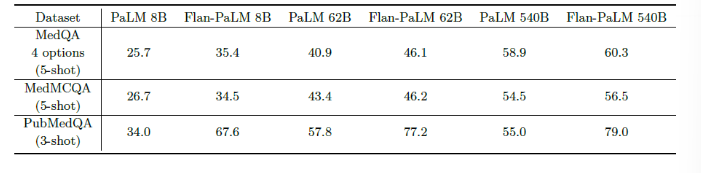 Dataset PaLM 8B Flan-PaLM 8B PaLM 62B Flan-PaLM 62B PaLM 540B Flan-PaLM 540B
MedQA
4 options 25.7 35.4 40.9 46.1 58.9 60.3
(5-shot)
MedMCQA
26.7 34.5 43.4 46.2 54.5 56.5
(5-shot)
PubMedQA
34.0 67.6 57.8 77.2 55.0 79.0
(3-shot)